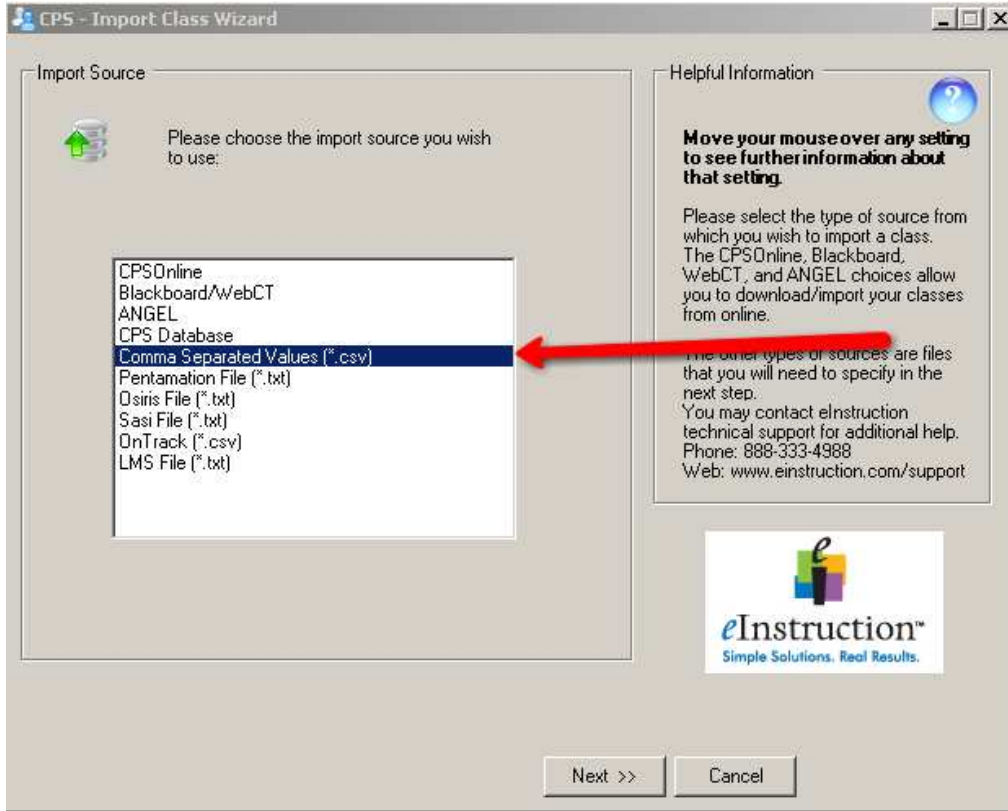 CPS - Import Class Wizard
Import Source
Please choose the import source you wish
to use:
CPSOnline
Blackboard/WebCT
ANGEL
CPS Database
Comma Separated Values (*.csv)
Pentamation File (*.txt)
Osiris File (*.txt)
Sasi File (*.txt)
OnTrack (*.csv)
LMS File (*.txt)
Helpful Information
?
Move your mouse over any setting
to see further information about
that setting.
Please select the type of source from
which you wish to import a class.
The CPSOnline, Blackboard,
WebCT, and ANGEL choices allow
you to download/import your classes
from online.
The other types of sources are files
that you will need to specify in the
next step.
You may contact eInstruction
technical support for additional help.
Phone: 888-333-4988
Web: www.einstruction.com/support
e
eInstruction™
Simple Solutions. Real Results.
Next >>
Cancel